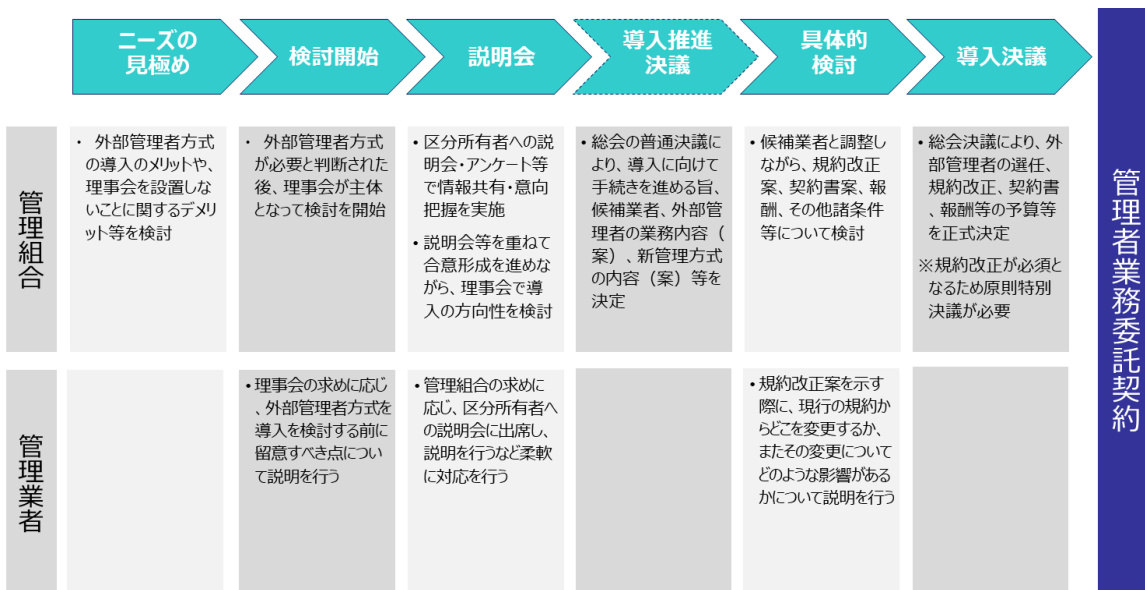 ニーズの
見極め
検討開始
説明会
導入推進
決議
具体的
検討
導入決議
管理組合
・ 外部管理者方式
の導入のメリットや、
理事会を設置しな
いことに関するデメリ
ット等を検討
・ 外部管理者方式
が必要と判断された
後、理事会が主体
となって検討を開始
•区分所有者への説
明会・アンケート等
で情報共有・意向
把握を実施
•説明会等を重ねて
合意形成を進めな
がら、理事会で導
入の方向性を検討
•総会の普通決議に
より、導入に向けて
手続きを進める旨、
候補業者、外部管
理者の業務内容（
案）、新管理方式
の内容（案）等を
決定
•候補業者と調整し
ながら、規約改正
案、契約書案、報
酬、その他諸条件
等について検討
•総会決議により、外
部管理者の選任、
規約改正、契約書
、報酬等の予算等
を正式決定
※規約改正が必須と
なるため原則特別
決議が必要
管理業者
•理事会の求めに応じ
、外部管理者方式を
導入を検討する前に
留意すべき点につい
て説明を行う
•管理組合の求めに
応じ、区分所有者へ
の説明会に出席し、
説明を行うなど柔軟
に対応を行う
•規約改正案を示す
際に、現行の規約か
らどこを変更するか、
またその変更について
どのような影響がある
かについて説明を行う
管理者業務委託契約